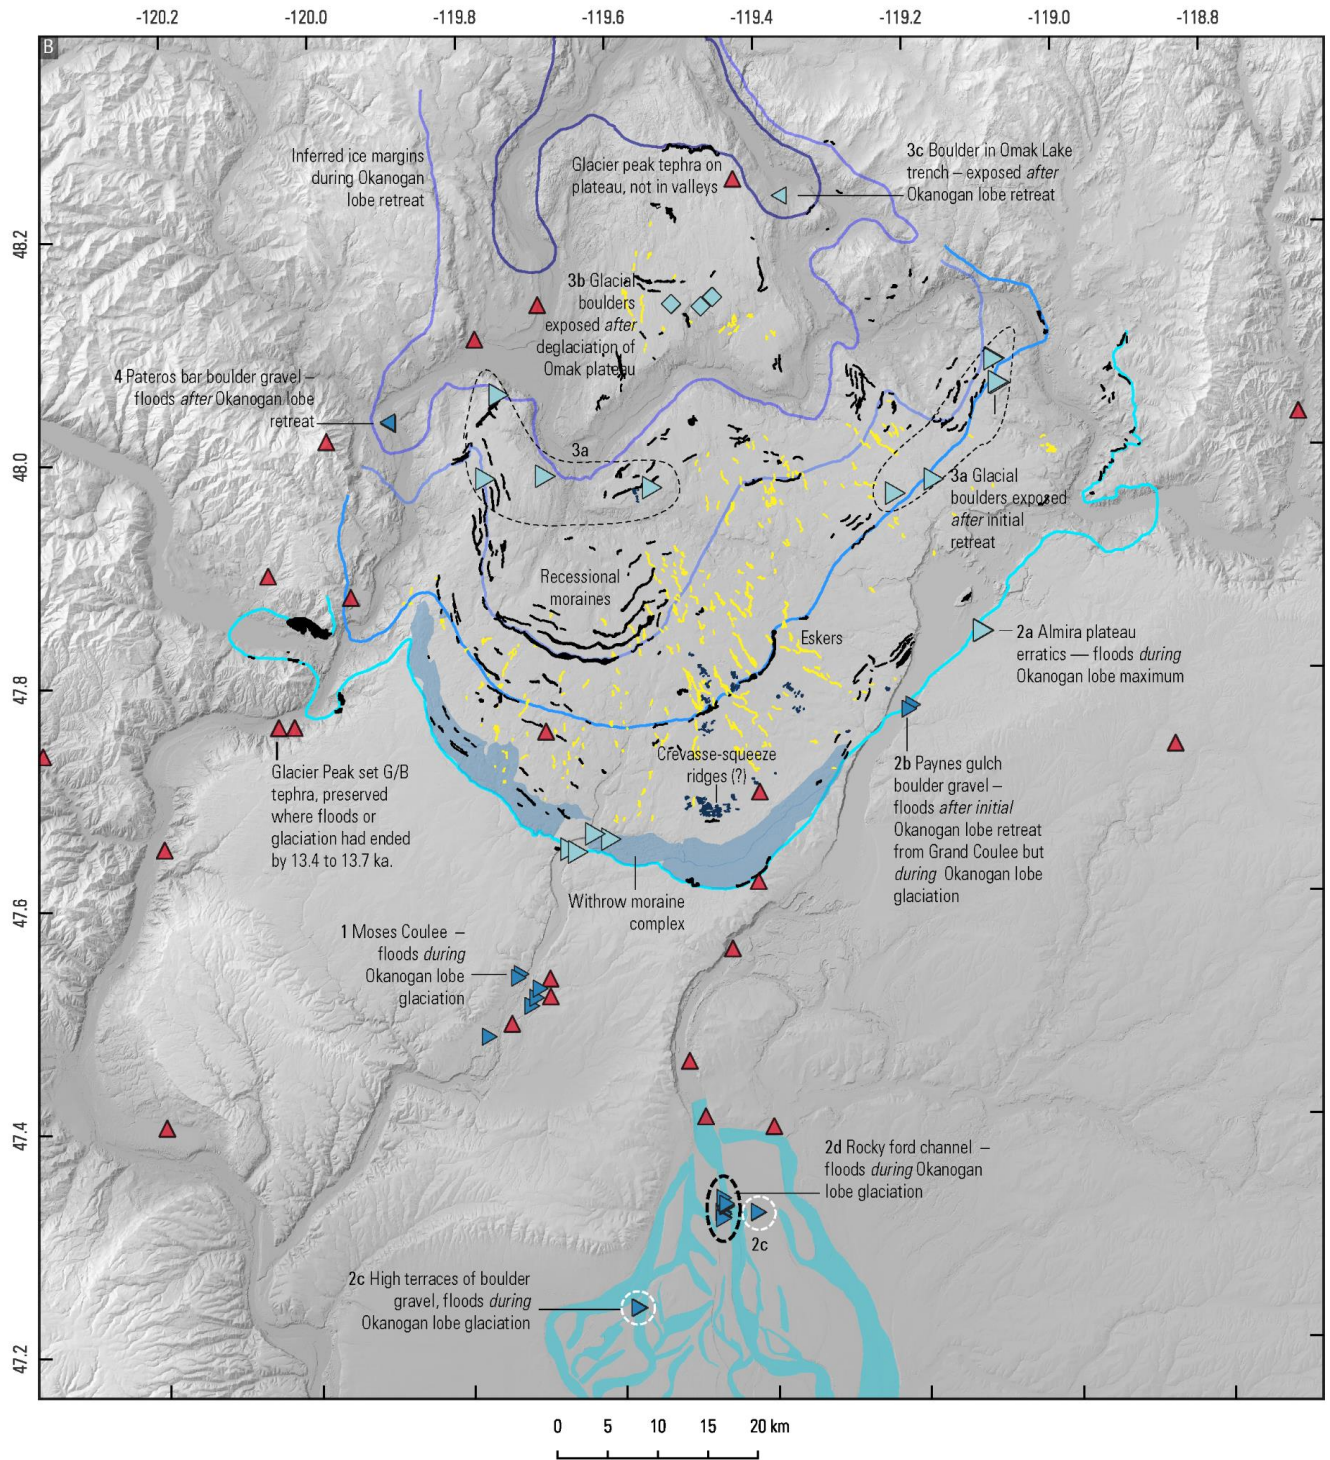 -120.2 -120.0 -119.8 -119.6 -119.4 -119.2 -119.0 -118.8
B
Inferred ice margins
during Okanogan
lobe retreat
Glacier peak tephra on
plateau, not in valleys
3c Boulder in Omak Lake
trench – exposed after
Okanogan lobe retreat
48.2
3b Glacial
boulders
exposed after
deglaciation of
Omak plateau
4 Pateros bar boulder gravel –
floods after Okanogan lobe
retreat
3a
48.0
3a Glacial
boulders exposed
after initial
retreat
Recessional
moraines
Eskers
2a Almira plateau
erratics — floods during
Okanogan lobe maximum
47.8
Crevasse-squeeze
ridges (?)
Glacier Peak set G/B
tephra, preserved
where floods or
glaciation had ended
by 13.4 to 13.7 ka.
2b Paynes gulch
boulder gravel –
floods after initial
Okanogan lobe retreat
from Grand Coulee but
during Okanogan lobe
glaciation
Withrow moraine
complex
47.6
1 Moses Coulee –
floods during
Okanogan lobe
glaciation
47.4
2d Rocky ford channel –
floods during Okanogan
lobe glaciation
2c
2c High terraces of boulder
gravel, floods during
Okanogan lobe glaciation
47.2
0 5 10 15 20 km